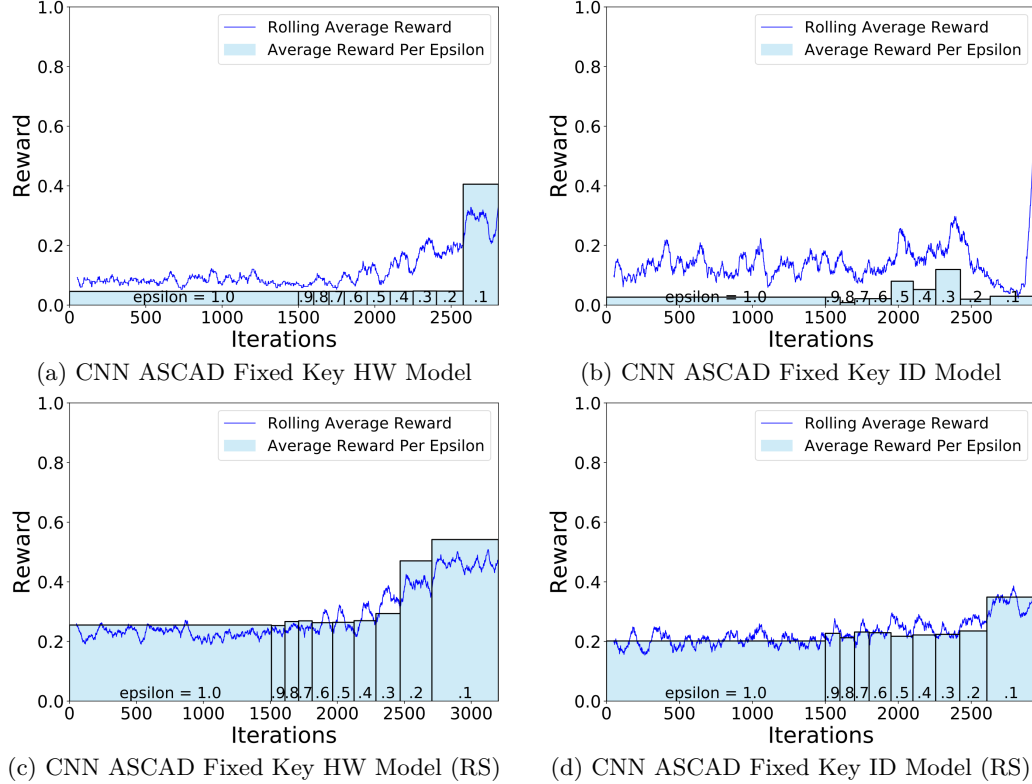 1.0
0.8
0.6
0.4
0.2
0.0
Reward
Rolling Average Reward
Average Reward Per Epsilon
epsilon = 1.0 .9 .8 .7 .6 .5 .4 .3 .2 .1
0 500 1000 1500 2000 2500
Iterations
(a) CNN ASCAD Fixed Key HW Model
1.0
0.8
0.6
0.4
0.2
0.0
Reward
Rolling Average Reward
Average Reward Per Epsilon
epsilon = 1.0 .9 .8 .7 .6 .5 .4 .3 .2 .1
0 500 1000 1500 2000 2500
Iterations
(b) CNN ASCAD Fixed Key ID Model
1.0
0.8
0.6
0.4
0.2
0.0
Reward
Rolling Average Reward
Average Reward Per Epsilon
epsilon = 1.0 .9 .8 .7 .6 .5 .4 .3 .2 .1
0 500 1000 1500 2000 2500 3000
Iterations
(c) CNN ASCAD Fixed Key HW Model (RS)
1.0
0.8
0.6
0.4
0.2
0.0
Reward
Rolling Average Reward
Average Reward Per Epsilon
epsilon = 1.0 .9 .8 .7 .6 .5 .4 .3 .2 .1
0 500 1000 1500 2000 2500
Iterations
(d) CNN ASCAD Fixed Key ID Model (RS)